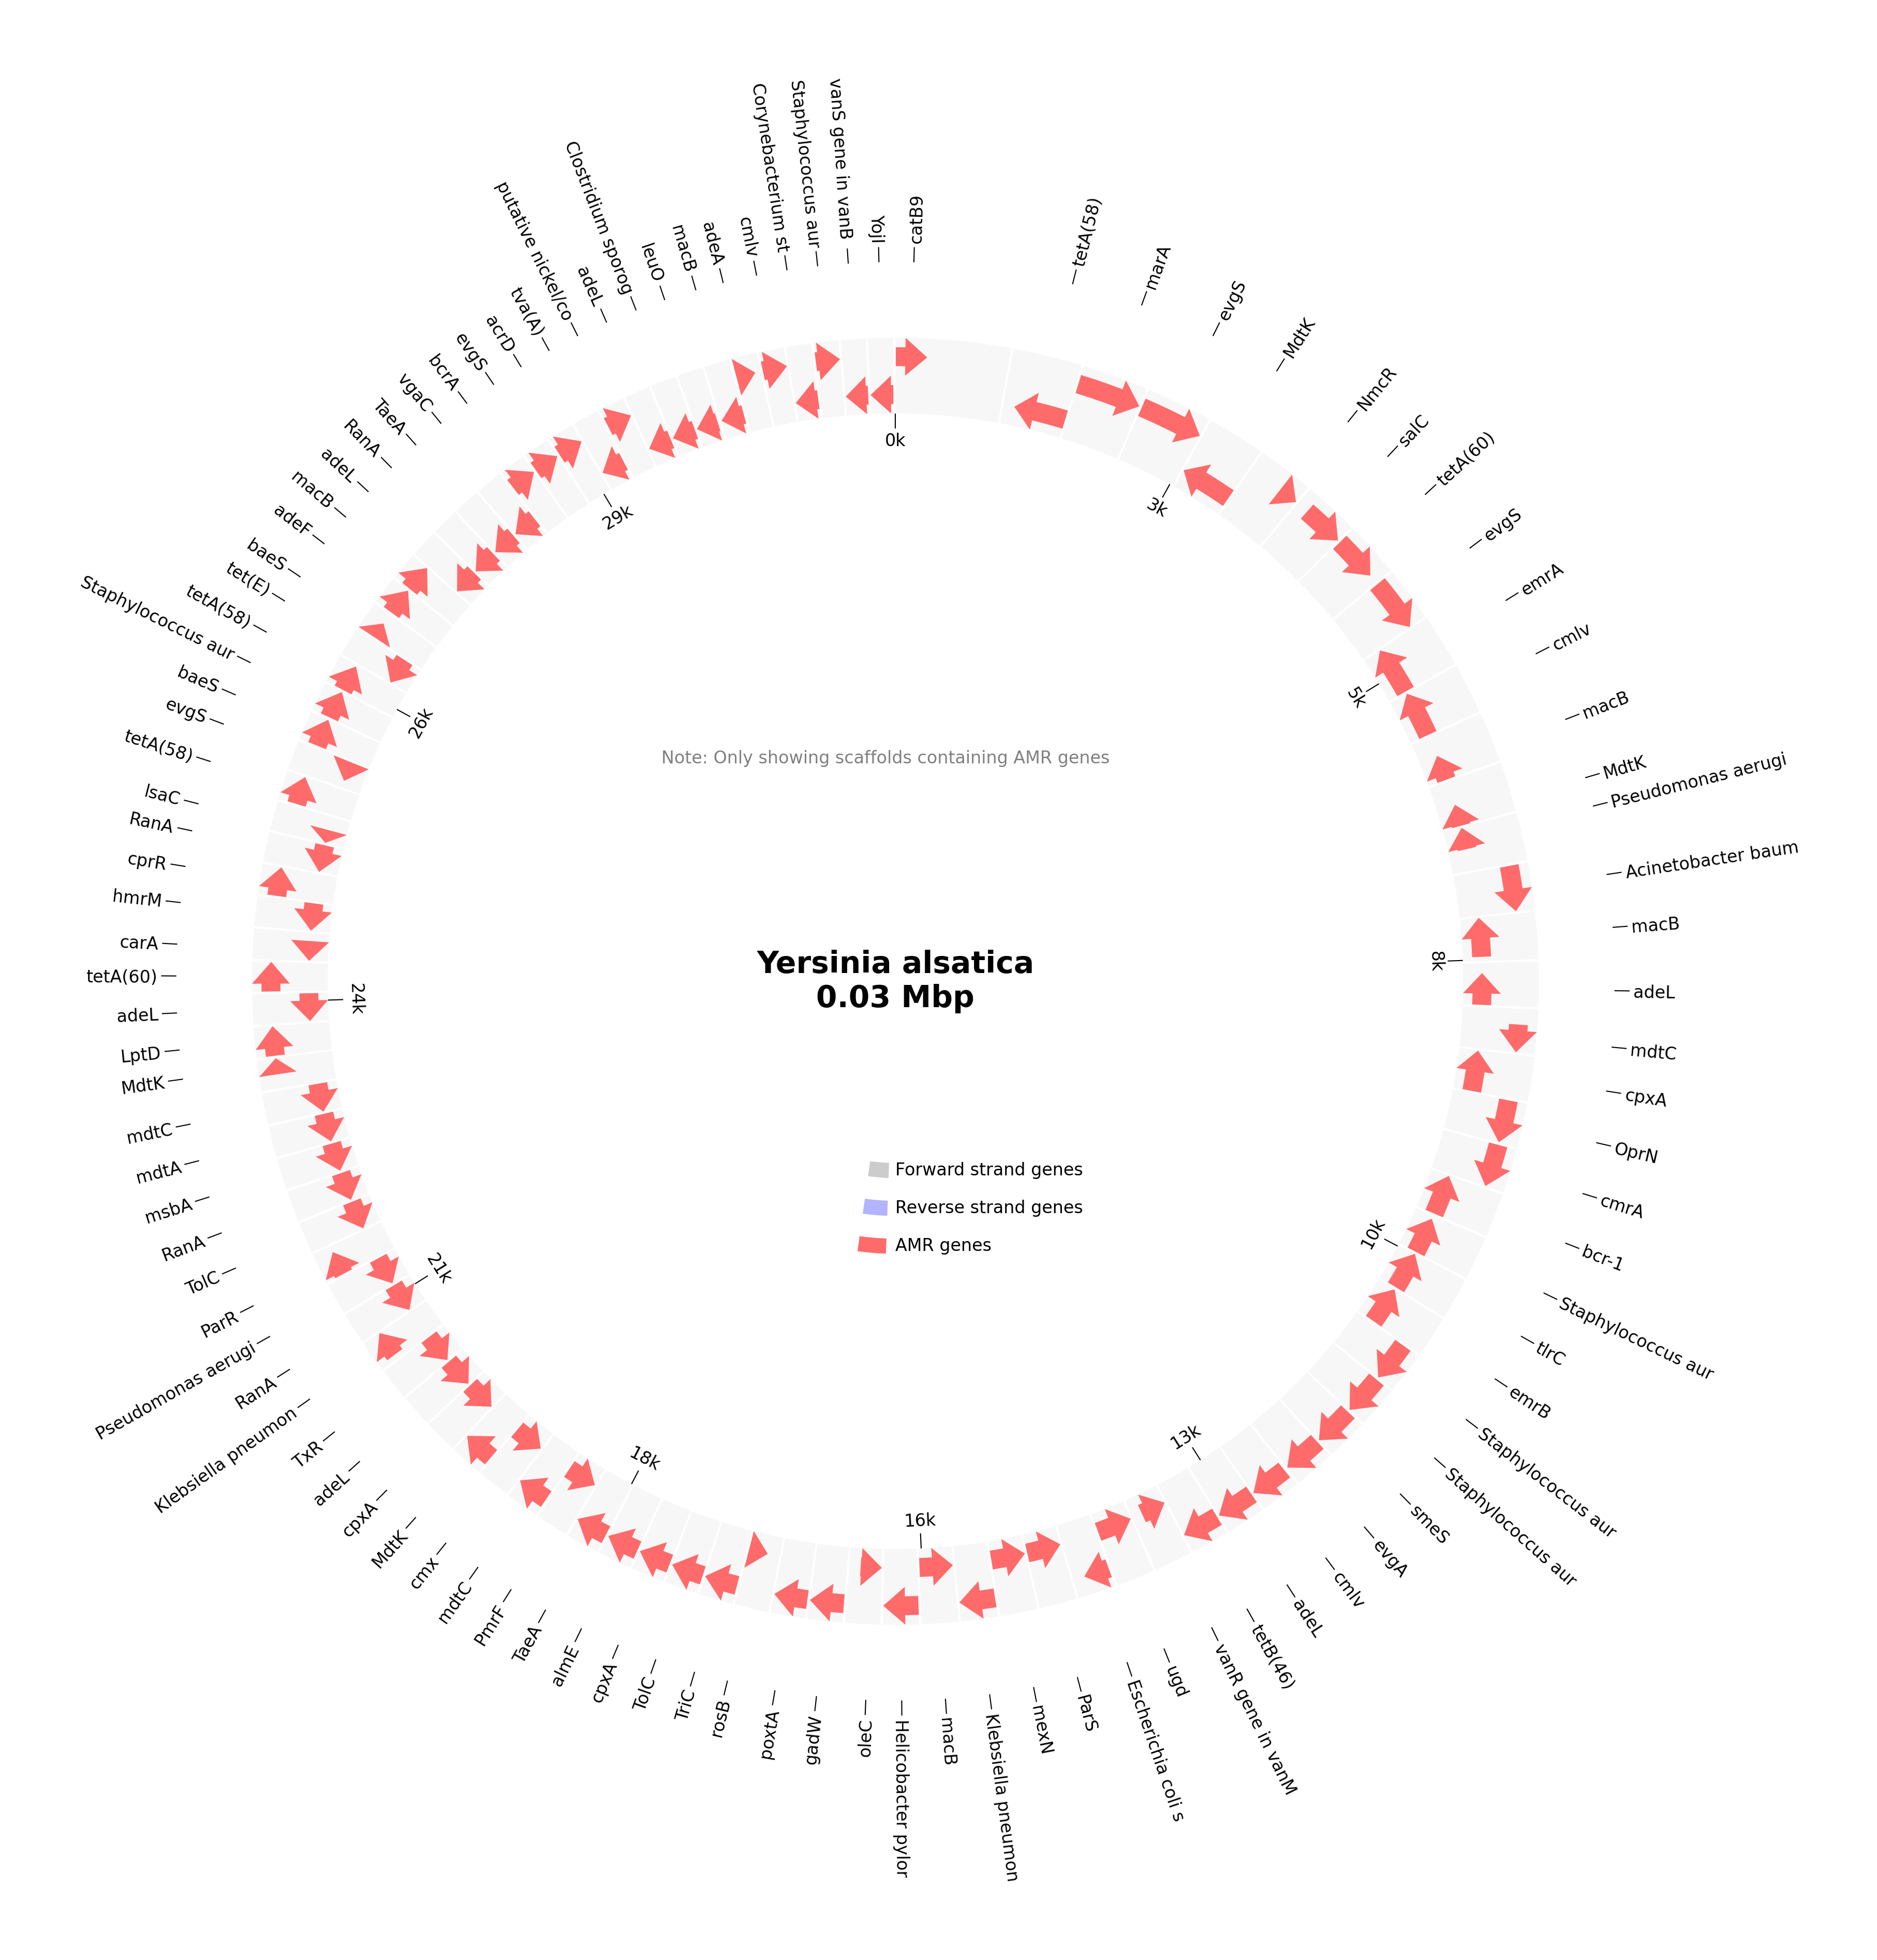 catB9
tetA(58)
marA
evgS
MdtK
NmcR
salC
tetA(60)
evgS
emrA
cmlv
macB
MdtK
Pseudomonas aerugi
Acinetobacter baum
macB
adeL
mdtC
cpxA
OprN
cmrA
bcr-1
Staphylococcus aur
tlrC
emrB
Staphylococcus aur
Staphylococcus aur
smeS
evgA
cmlv
adeL
tetB(46)
vanR gene in vanM
ugd
Escherichia coli s
ParS
mexN
Klebsiella pneumon
macB
Helicobacter pylor
oleC
gadW
poxtA
rosB
TriC
TolC
cpxA
almE
TaeA
PmrF
mdtC
cmx
MdtK
cpxA
adeL
TxR
Klebsiella pneumon
RanA
Pseudomonas aerugi
ParR
TolC
RanA
msbA
mdtA
mdtC
MdtK
LptD
adeL
tetA(60)
carA
hmrM
cprR
RanA
lsaC
tetA(58)
evgS
baeS
Staphylococcus aur
tetA(58)
tet(E)
baeS
adeF
macB
adeL
RanA
TaeA
vgaC
bcrA
evgS
acrD
tva(A)
putative nickel/co
adeL
Clostridium sporog
leuO
macB
adeA
cmlv
Corynebacterium st
Staphylococcus aur
vanS gene in vanB
YojI
0k
3k
5k
8k
10k
13k
16k
18k
21k
24k
26k
29k
Note: Only showing scaffolds containing AMR genes
Yersinia alsatica
0.03 Mbp
Forward strand genes
Reverse strand genes
AMR genes